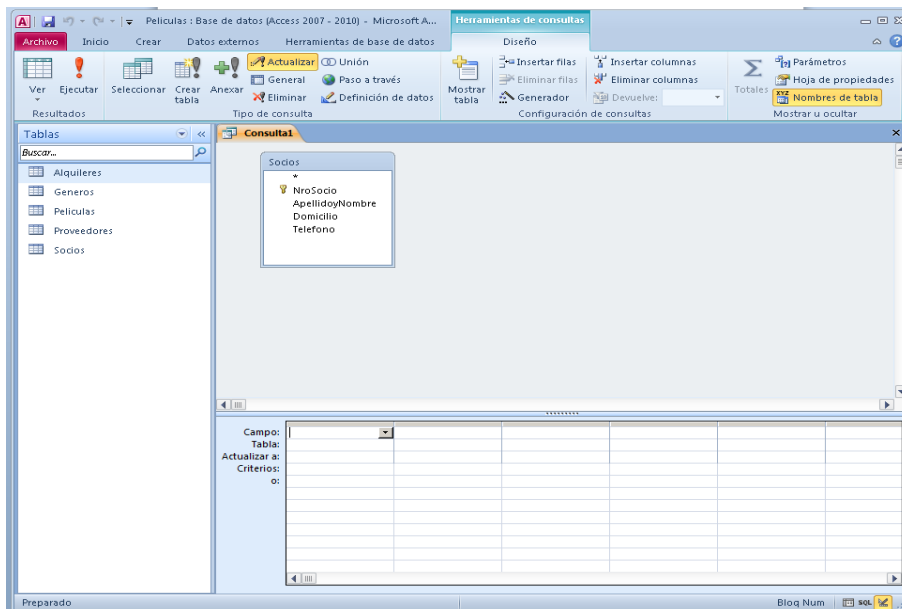 Peliculas : Base de datos (Access 2007 - 2010) - Microsoft A...
Herramientas de consultas
Archivo Inicio Crear Datos externos Herramientas de base de datos Diseño
Ver Ejecutar
Resultados
Seleccionar Crear tabla Anexar
Actualizar Unión
General Paso a través
Eliminar Definición de datos
Tipo de consulta
Mostrar tabla
Insertar filas Insertar columnas
Eliminar filas Eliminar columnas
Generador Devuelve:
Configuración de consultas
Totales
Parámetros
Hoja de propiedades
XYZ Nombres de tabla
Mostrar u ocultar
Tablas
Buscar...
Alquileres
Generos
Peliculas
Proveedores
Socios
Consulta1
Socios
*
NroSocio
ApellidoyNombre
Domicilio
Telefono
Campo:
Tabla:
Actualizar a:
Criterios:
o:
Preparado
Bloq Num SQL